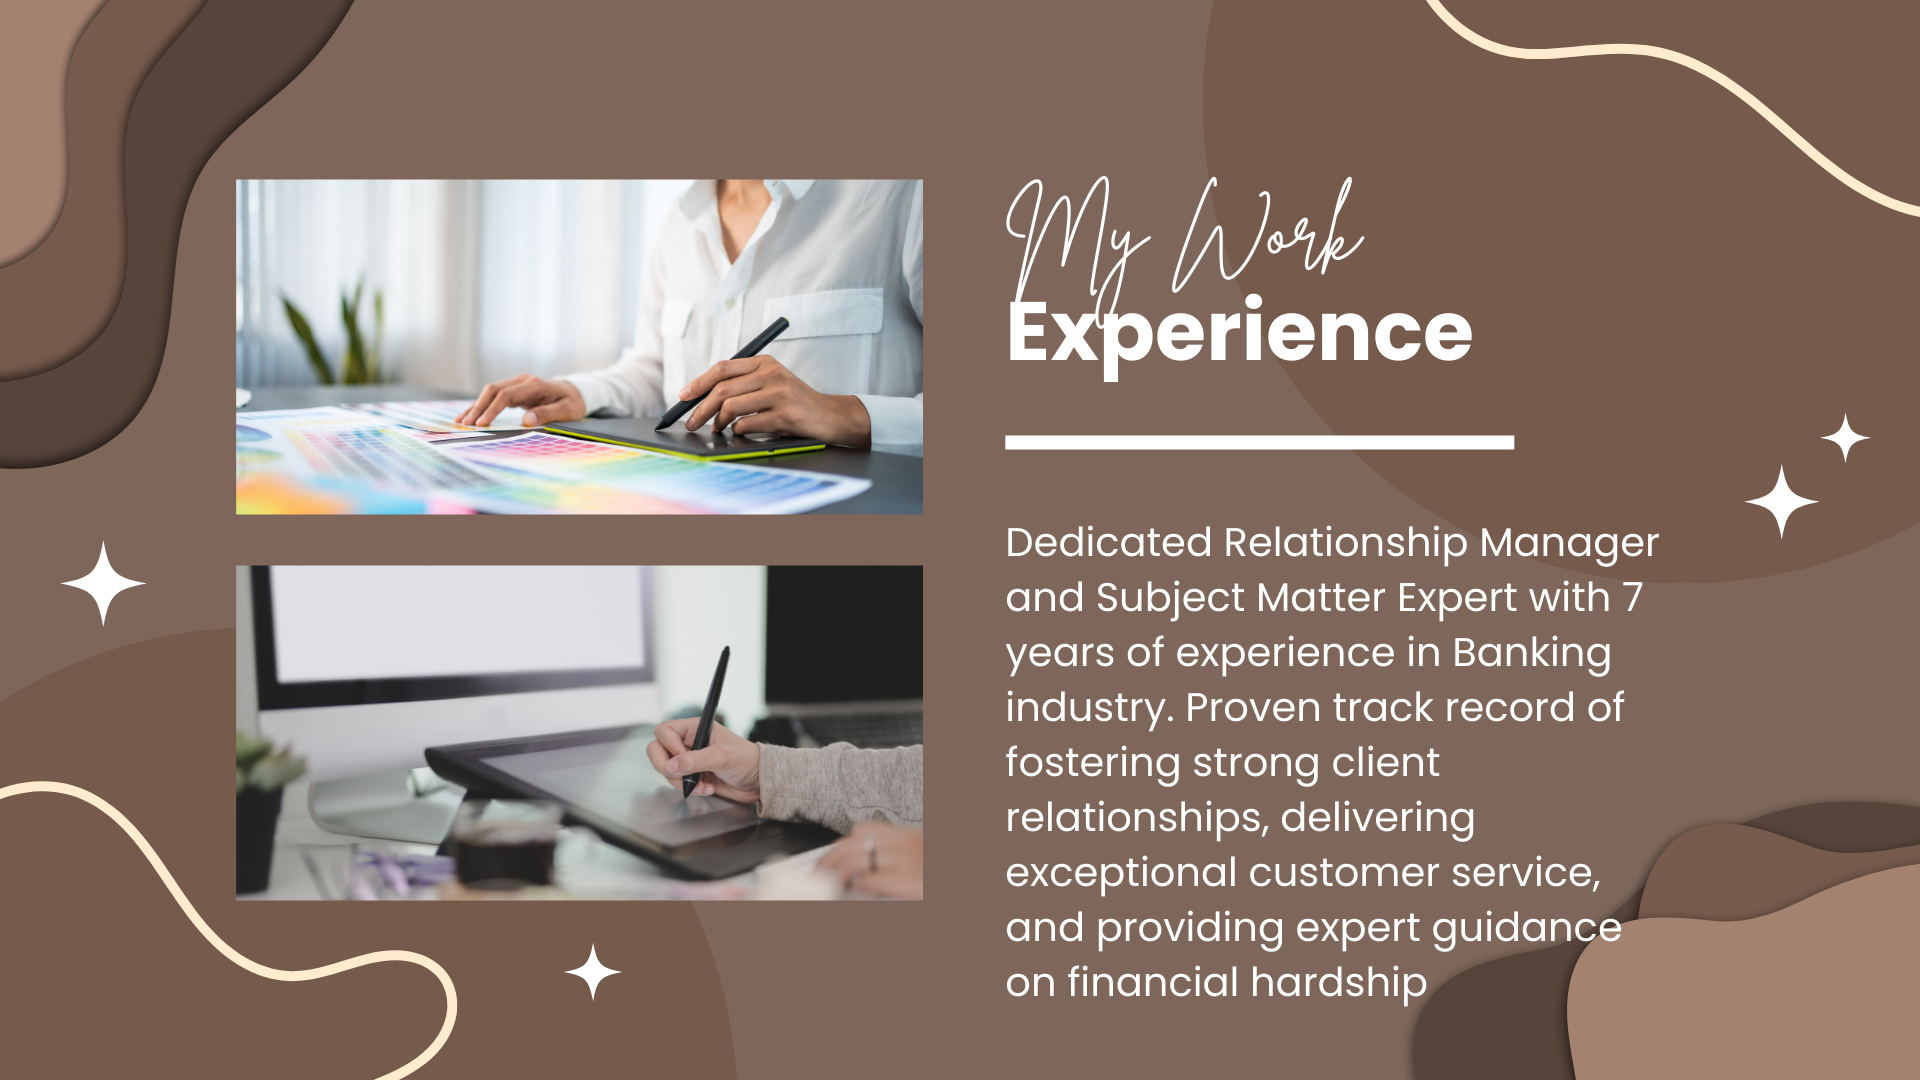 My Work
Experience
Dedicated Relationship Manager
and Subject Matter Expert with 7
years of experience in Banking
industry. Proven track record of
fostering strong client
relationships, delivering
exceptional customer service,
and providing expert guidance
on financial hardship